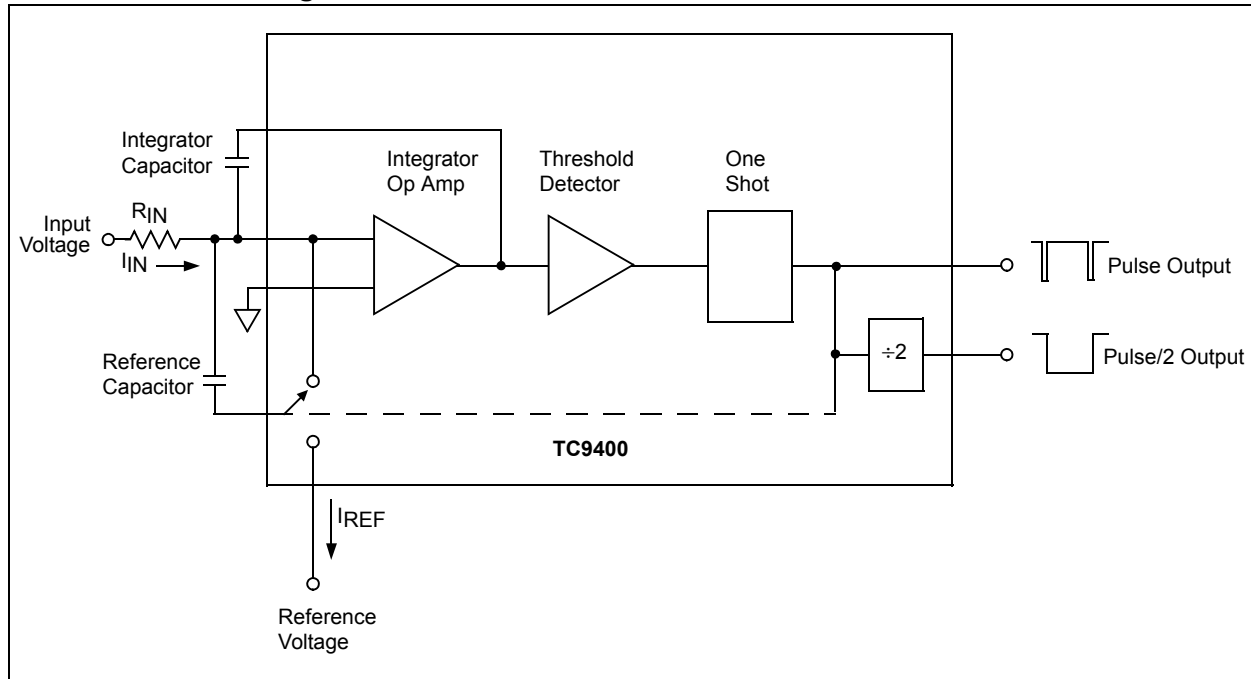 Integrator
Capacitor
Integrator
Op Amp
Threshold
Detector
One
Shot
Input
Voltage
RIN
IIN
Pulse Output
Reference
Capacitor
÷2
Pulse/2 Output
TC9400
IREF
Reference
Voltage